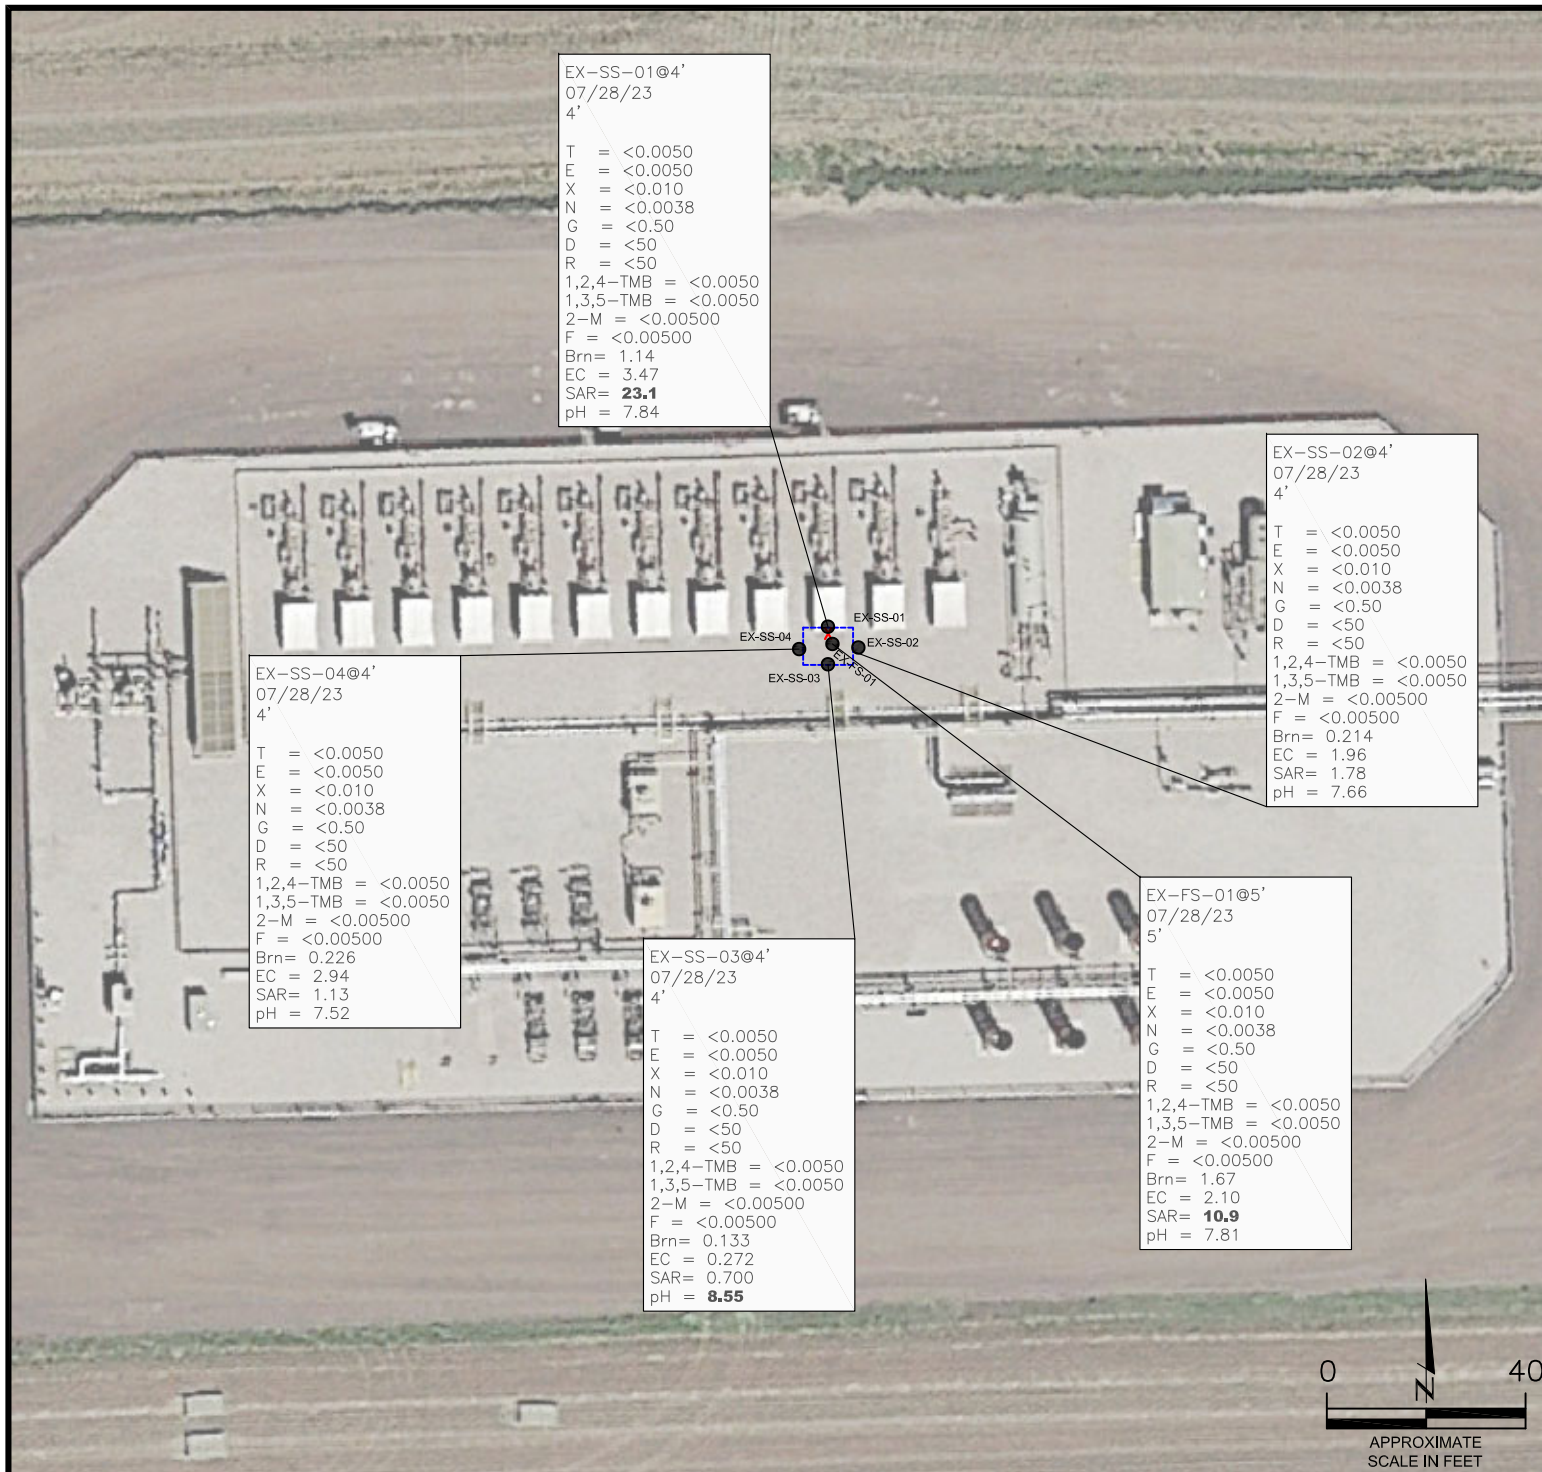 EX-SS-01@4'
07/28/23
4'
T = <0.0050
E = <0.0050
X = <0.010
N = <0.0038
G = <0.50
D = <50
R = <50
1,2,4-TMB = <0.0050
1,3,5-TMB = <0.0050
2-M = <0.00500
F = <0.00500
Brn= 1.14
EC = 3.47
SAR= 23.1
pH = 7.84
EX-SS-02@4'
07/28/23
4'
T = <0.0050
E = <0.0050
X = <0.010
N = <0.0038
G = <0.50
D = <50
R = <50
1,2,4-TMB = <0.0050
1,3,5-TMB = <0.0050
2-M = <0.00500
F = <0.00500
Brn= 0.214
EC = 1.96
SAR= 1.78
pH = 7.66
EX-SS-01
EX-SS-04
EX-SS-02
EX-FS-01
EX-SS-03
EX-SS-04@4'
07/28/23
4'
T = <0.0050
E = <0.0050
X = <0.010
N = <0.0038
G = <0.50
D = <50
R = <50
1,2,4-TMB = <0.0050
1,3,5-TMB = <0.0050
2-M = <0.00500
F = <0.00500
Brn= 0.226
EC = 2.94
SAR= 1.13
pH = 7.52
EX-SS-03@4'
07/28/23
4'
T = <0.0050
E = <0.0050
X = <0.010
N = <0.0038
G = <0.50
D = <50
R = <50
1,2,4-TMB = <0.0050
1,3,5-TMB = <0.0050
2-M = <0.00500
F = <0.00500
Brn= 0.133
EC = 0.272
SAR= 0.700
pH = 8.55
EX-FS-01@5'
07/28/23
5'
T = <0.0050
E = <0.0050
X = <0.010
N = <0.0038
G = <0.50
D = <50
R = <50
1,2,4-TMB = <0.0050
1,3,5-TMB = <0.0050
2-M = <0.00500
F = <0.00500
Brn= 1.67
EC = 2.10
SAR= 10.9
pH = 7.81
N
0 40
APPROXIMATE
SCALE IN FEET